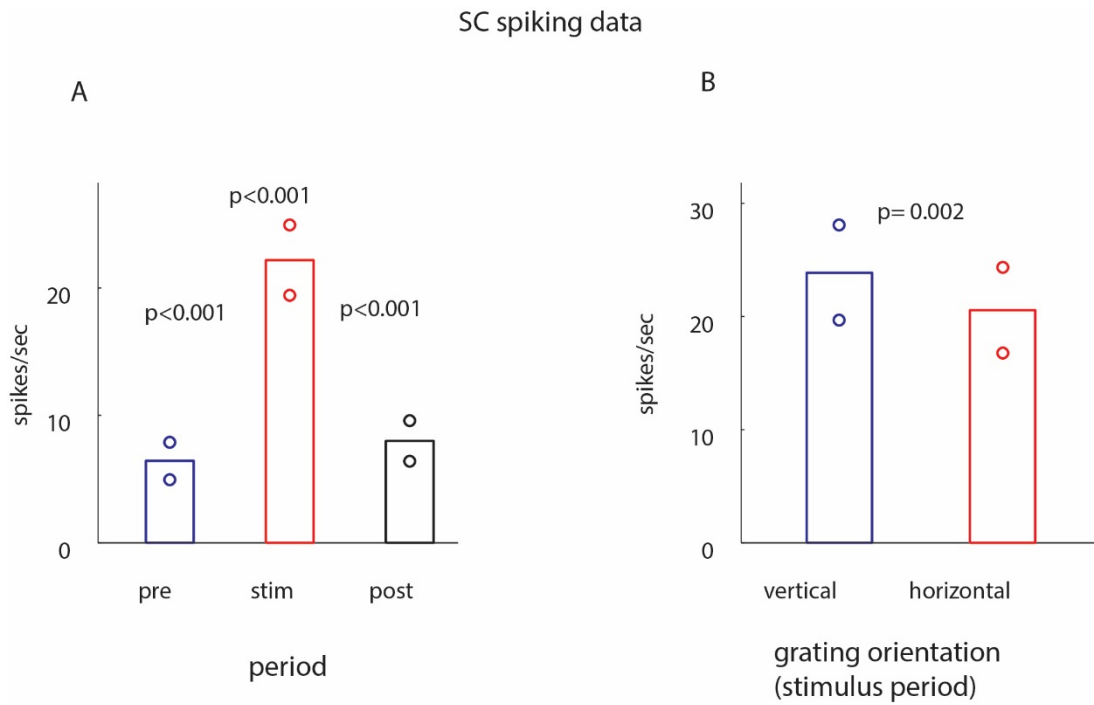 SC spiking data
A
p<0.001
p<0.001
p<0.001
20
10
0
spikes/sec
pre
stim
post
period
B
p= 0.002
30
20
10
0
spikes/sec
vertical
horizontal
grating orientation
(stimulus period)